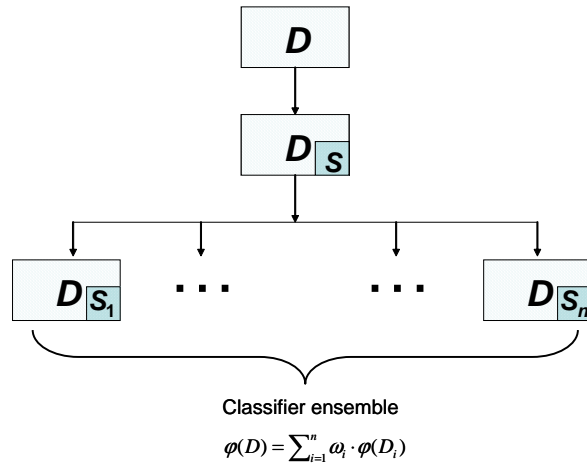 D
D S
D S₁ ... ... D Sₙ
Classifier ensemble
φ(D) = ∑ⁿᵢ₌₁ ωᵢ · φ(Dᵢ)